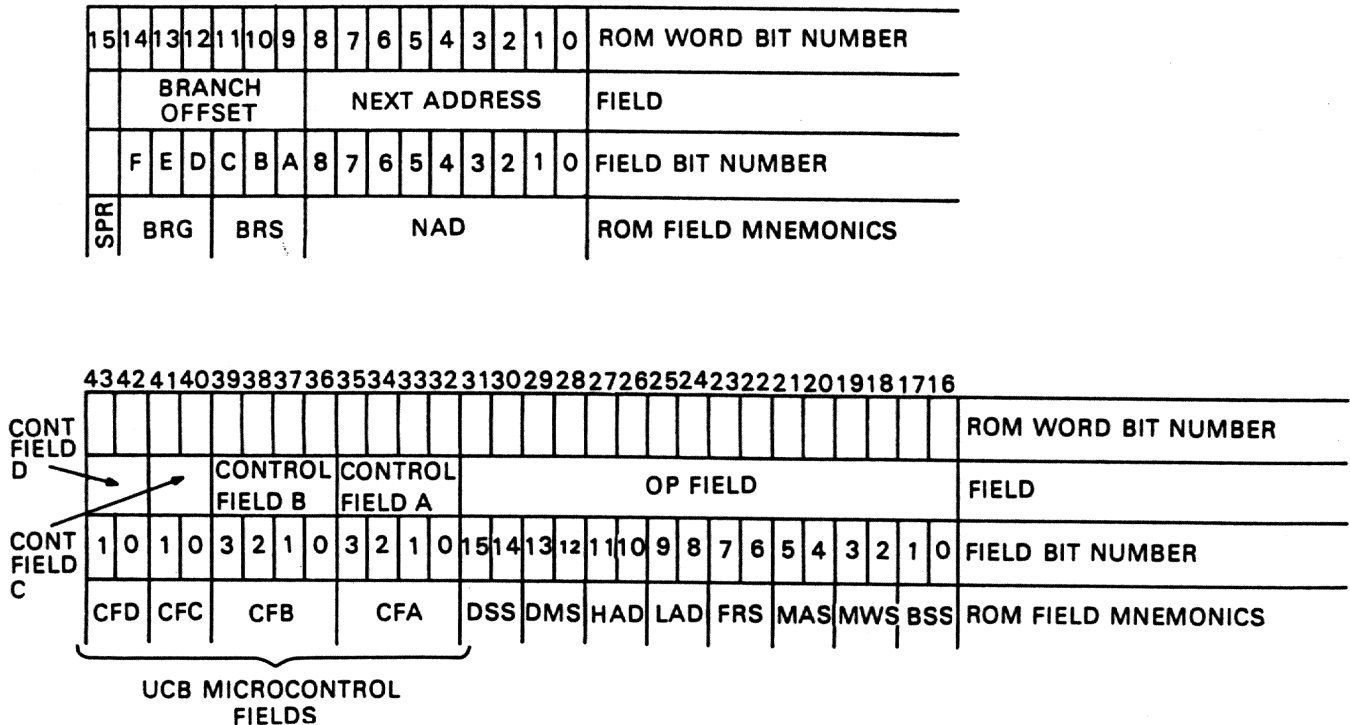 15 14 13 12 11 10 9 8 7 6 5 4 3 2 1 0 ROM WORD BIT NUMBER
BRANCH
OFFSET
NEXT ADDRESS
FIELD
F E D C B A 8 7 6 5 4 3 2 1 0 FIELD BIT NUMBER
SPR BRG BRS NAD ROM FIELD MNEMONICS
43 42 41 40 39 38 37 36 35 34 33 32 31 30 29 28 27 26 25 24 23 22 21 20 19 18 17 16
ROM WORD BIT NUMBER
CONT
FIELD
D
CONTROL
FIELD B
CONTROL
FIELD A
OP FIELD
FIELD
CONT
FIELD
C
1 0 1 0 3 2 1 0 3 2 1 0 15 14 13 12 11 10 9 8 7 6 5 4 3 2 1 0 FIELD BIT NUMBER
CFD CFC CFB CFA DSS DMS HAD LAD FRS MAS MWS BSS ROM FIELD MNEMONICS
UCB MICROCONTROL
FIELDS